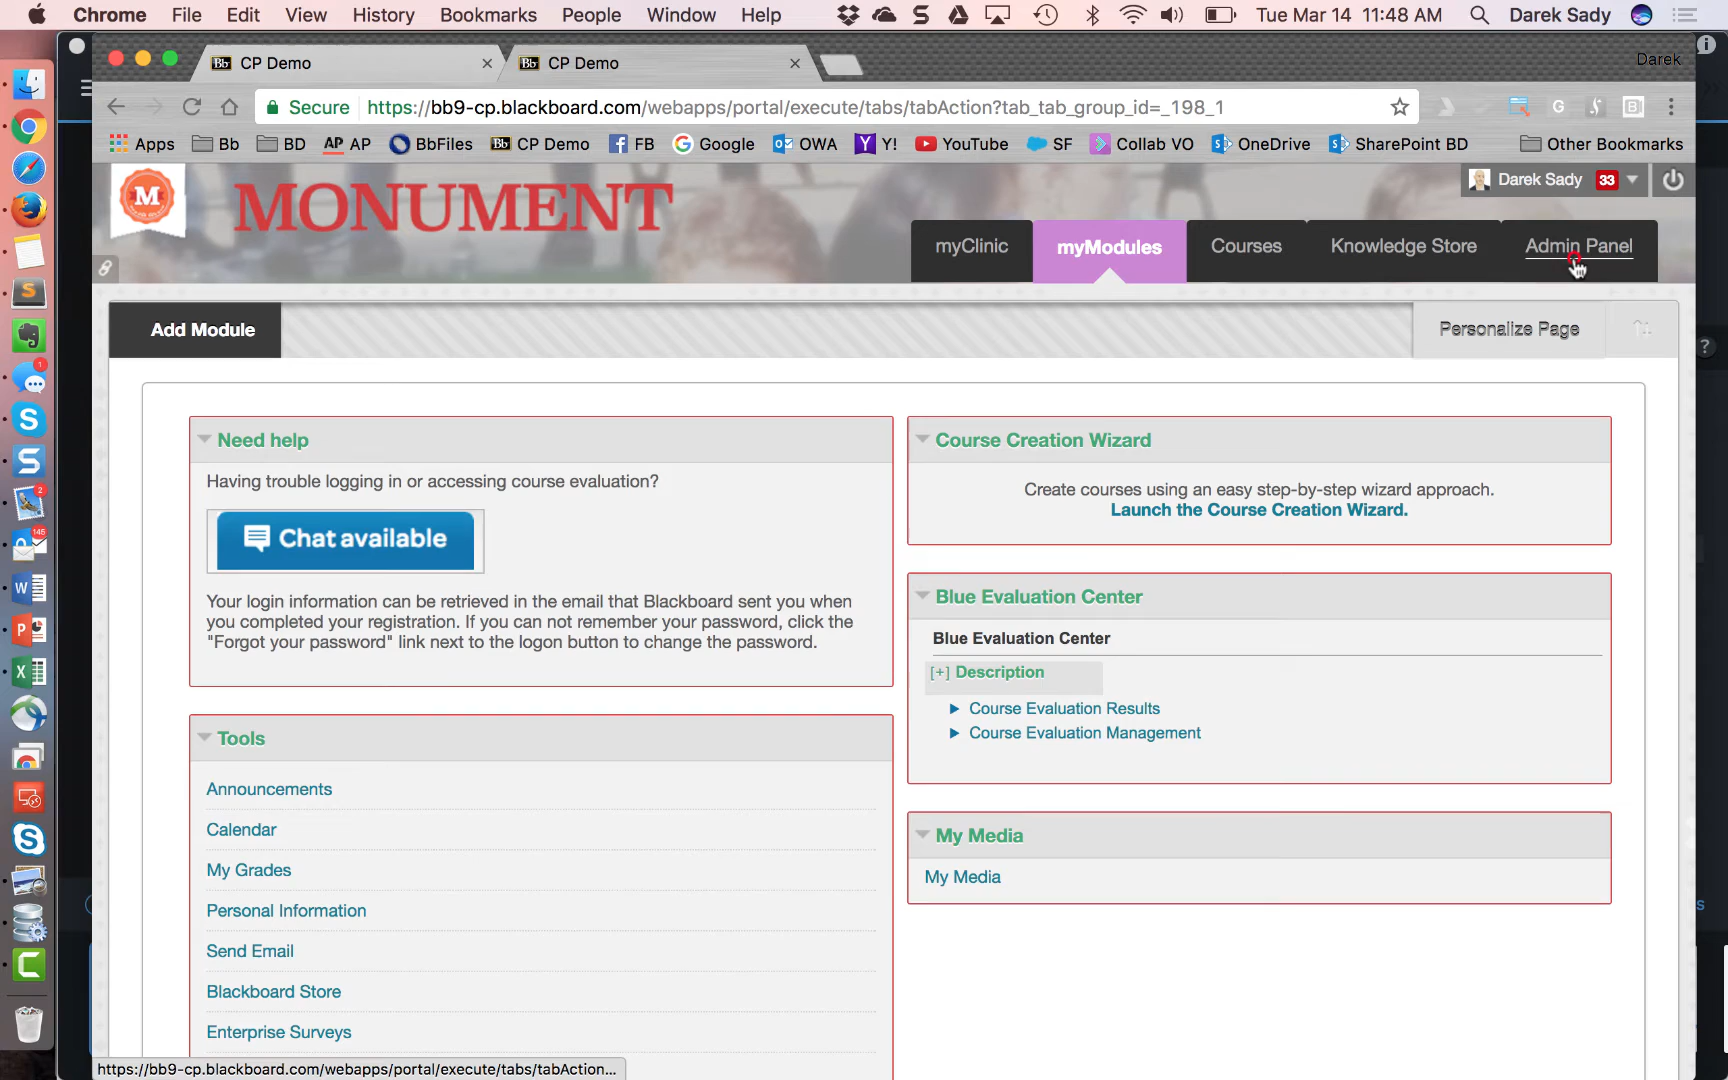 Chrome File Edit View History Bookmarks People Window Help Tue Mar 14 11:48 AM Darek Sady
CP Demo CP Demo Darek
Secure https://bb9-cp.blackboard.com/webapps/portal/execute/tabs/tabAction?tab_tab_group_id=_198_1
Apps Bb BD AP AP BbFiles Bb CP Demo FB Google OWA Y! YouTube SF Collab VO OneDrive SharePoint BD Other Bookmarks
M MONUMENT
Darek Sady 33
myClinic myModules Courses Knowledge Store Admin Panel
Add Module Personalize Page
Need help
Having trouble logging in or accessing course evaluation?
Chat available
Your login information can be retrieved in the email that Blackboard sent you when
you completed your registration. If you can not remember your password, click the
"Forgot your password" link next to the logon button to change the password.
Tools
Announcements
Calendar
My Grades
Personal Information
Send Email
Blackboard Store
Enterprise Surveys
Course Creation Wizard
Create courses using an easy step-by-step wizard approach.
Launch the Course Creation Wizard.
Blue Evaluation Center
Blue Evaluation Center
[+] Description
Course Evaluation Results
Course Evaluation Management
My Media
My Media
https://bb9-cp.blackboard.com/webapps/portal/execute/tabs/tabAction...